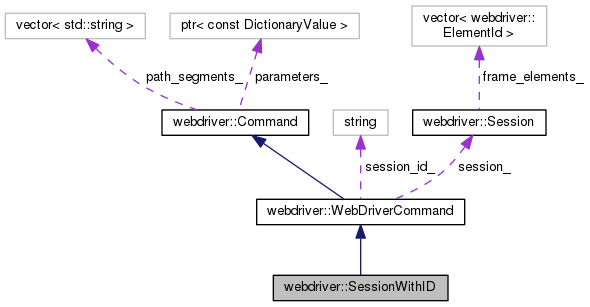 vector< std::string >
ptr< const DictionaryValue >
vector< webdriver::
ElementId >
path_segments_
parameters_
frame_elements_
webdriver::Command
string
webdriver::Session
session_id_
session_
webdriver::WebDriverCommand
webdriver::SessionWithID